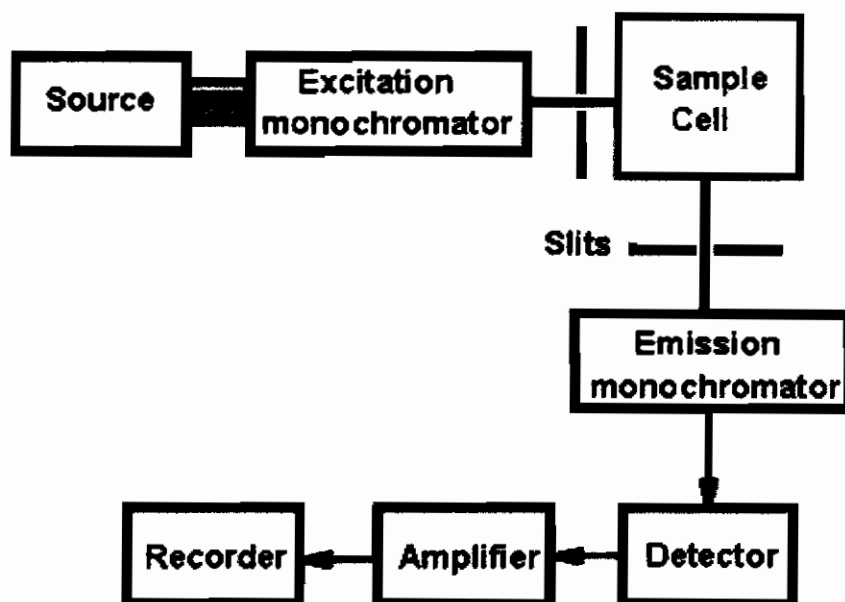 Source
Excitation
monochromator
Sample
Cell
Slits
Emission
monochromator
Recorder
Amplifier
Detector